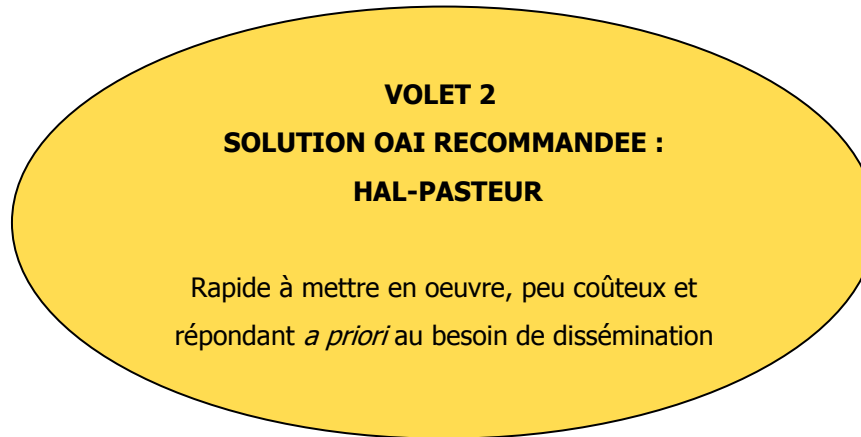 VOLET 2
SOLUTION OAI RECOMMANDEE :
HAL-PASTEUR
Rapide à mettre en oeuvre, peu coûteux et
répondant a priori au besoin de dissémination